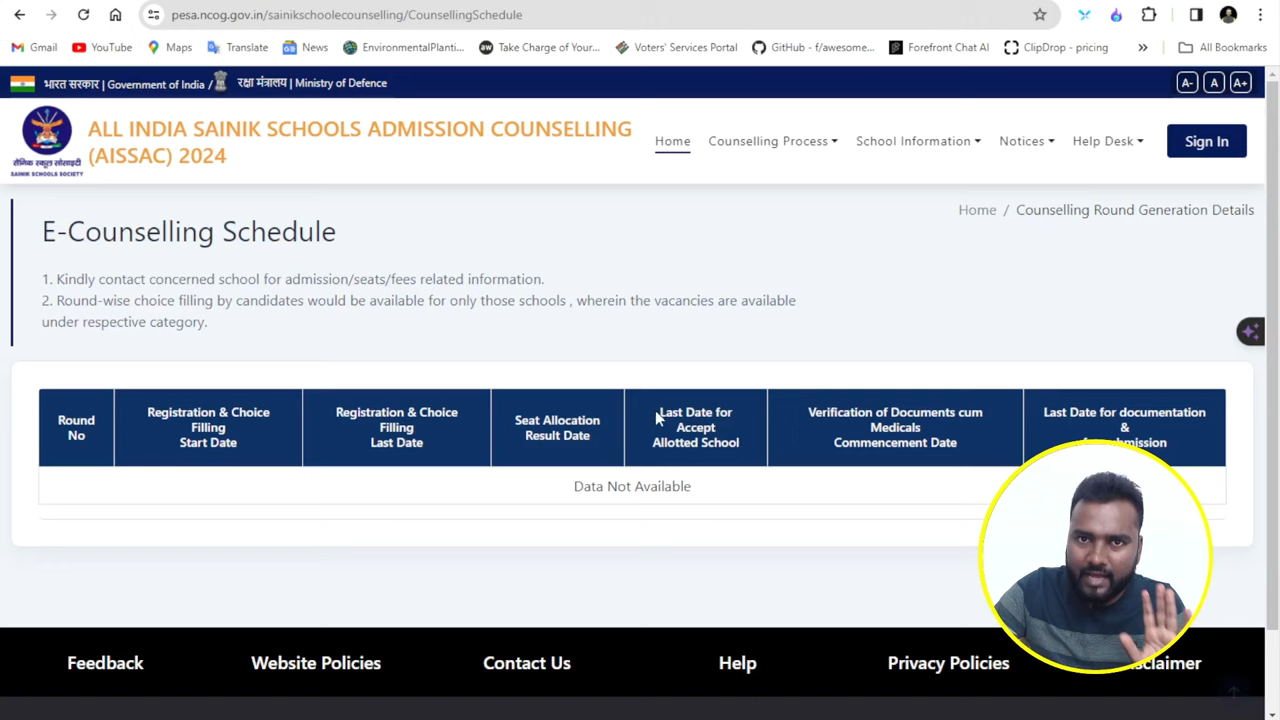 pesa.ncog.gov.in/sainikschoolecounselling/CounsellingSchedule
Gmail YouTube Maps Translate News EnvironmentalPlanti... Take Charge of Your... Voters' Services Portal GitHub - f/awesome... Forefront Chat AI ClipDrop - pricing All Bookmarks
भारत सरकार | Government of India / रक्षा मंत्रालय | Ministry of Defence A- A A+
सैनिक स्कूल सोसाइटी
SAINIK SCHOOLS SOCIETY
ALL INDIA SAINIK SCHOOLS ADMISSION COUNSELLING
(AISSAC) 2024
Home Counselling Process School Information Notices Help Desk Sign In
Home / Counselling Round Generation Details
E-Counselling Schedule
1. Kindly contact concerned school for admission/seats/fees related information.
2. Round-wise choice filling by candidates would be available for only those schools , wherein the vacancies are available
under respective category.
Round
No
Registration & Choice
Filling
Start Date
Registration & Choice
Filling
Last Date
Seat Allocation
Result Date
Last Date for
Accept
Allotted School
Verification of Documents cum
Medicals
Commencement Date
Last Date for documentation
&
Data Not Available
Feedback Website Policies Contact Us Help Privacy Policies